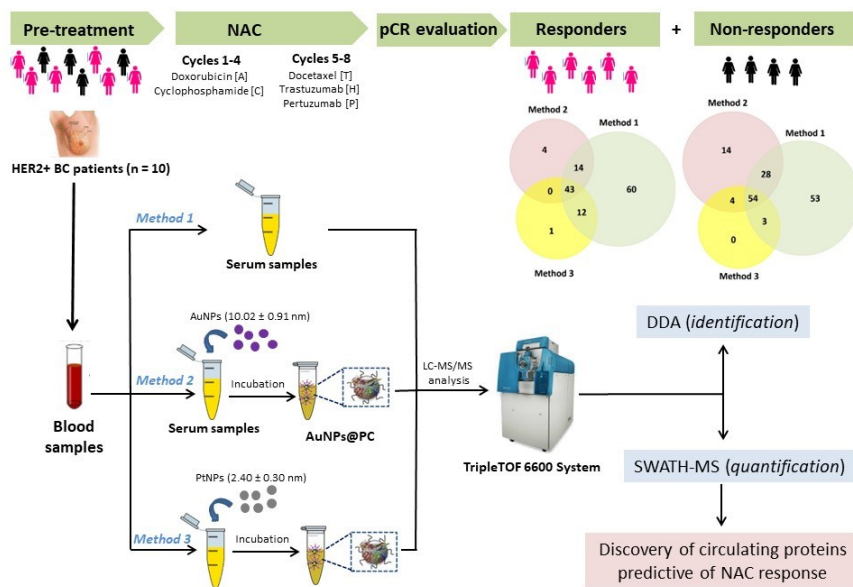 Pre-treatment
NAC
pCR evaluation
Responders
+
Non-responders
Cycles 1-4
Doxorubicin [A]
Cyclophosphamide [C]
Cycles 5-8
Docetaxel [T]
Trastuzumab [H]
Pertuzumab [P]
HER2+ BC patients (n = 10)
Method 2
Method 1
4
14
0
43
60
12
1
Method 3
Method 2
Method 1
14
28
4
54
53
3
0
Method 3
Method 1
Serum samples
AuNPs (10.02 ± 0.91 nm)
Method 2
Incubation
Serum samples
AuNPs@PC
Blood
samples
PtNPs (2.40 ± 0.30 nm)
Method 3
Incubation
LC-MS/MS
analysis
TripleTOF 6600 System
DDA (identification)
SWATH-MS (quantification)
Discovery of circulating proteins
predictive of NAC response